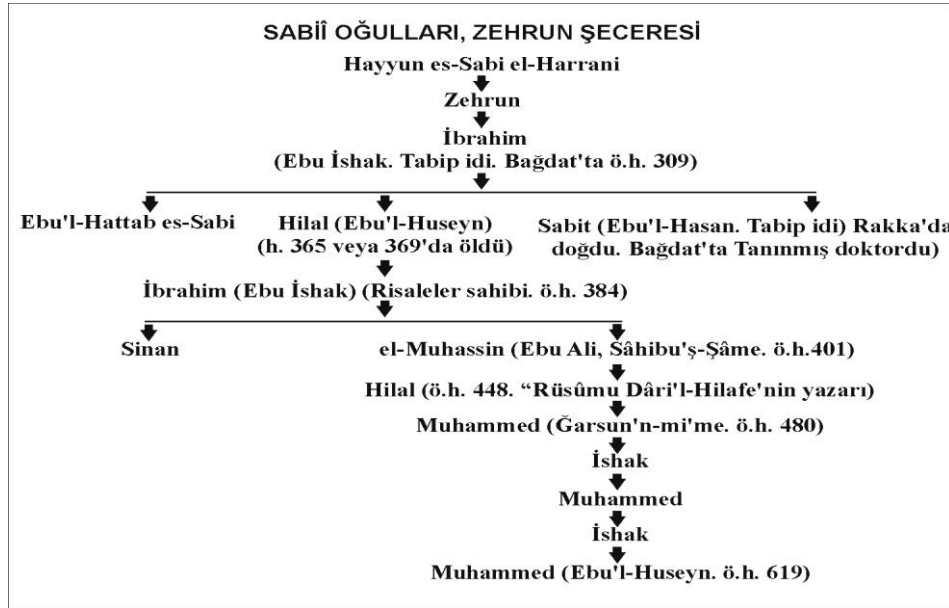 SABİÎ OĞULLARI, ZEHRUN ŞECERESİ
Hayyun es-Sabi el-Harrani
Zehrun
İbrahim
(Ebu İshak. Tabip idi. Bağdat'ta ö.h. 309)
Ebu'l-Hattab es-Sabi
Hilal (Ebu'l-Huseyn)
(h. 365 veya 369'da öldü)
Sabit (Ebu'l-Hasan. Tabip idi) Rakka'da
doğdu. Bağdat'ta Tanınmış doktordu)
İbrahim (Ebu İshak) (Risaleler sahibi. ö.h. 384)
Sinan
el-Muhassin (Ebu Ali, Sâhibu'ş-Şâme. ö.h.401)
Hilal (ö.h. 448. “Rüsûmu Dâri'l-Hilafe'nin yazarı)
Muhammed (Ğarsun'n-mi'me. ö.h. 480)
İshak
Muhammed
İshak
Muhammed (Ebu'l-Huseyn. ö.h. 619)